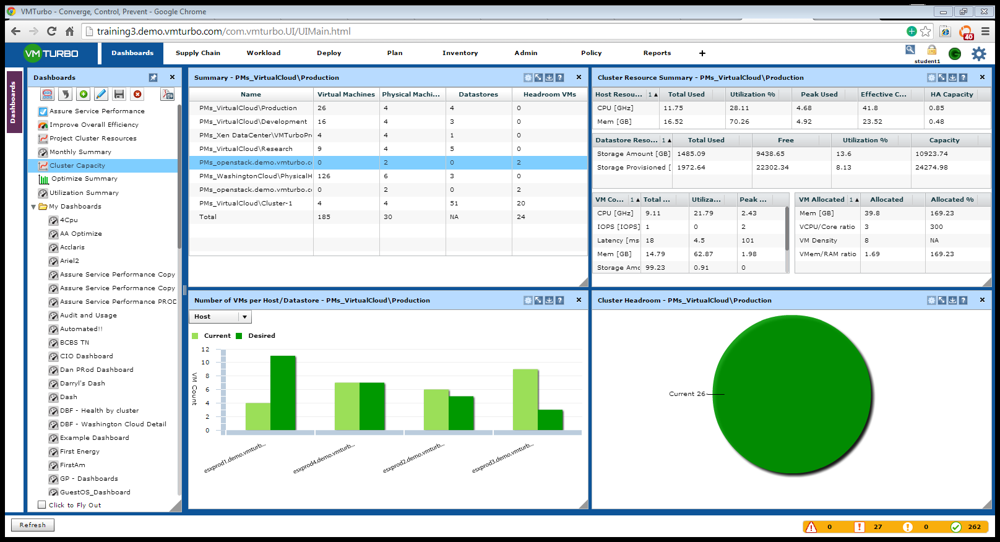 VMTurbo - Converge, Control, Prevent - Google Chrome
training3.demo.vmturbo.com/com.vmturbo.UI/UIMain.html
40
VMTURBO
Dashboards Supply Chain Workload Deploy Plan Inventory Admin Policy Reports +
student1
Dashboards
Dashboards
Assure Service Performance
Improve Overall Efficiency
Project Cluster Resources
Monthly Summary
Cluster Capacity
Optimize Summary
Utilization Summary
My Dashboards
4Cpu
AA Optimize
Acclaris
Ariel2
Assure Service Performance Copy
Assure Service Performance Copy
Assure Service Performance PROD
Audit and Usage
Automated!!
BCBS TN
CIO Dashboard
Dan PRod Dashboard
Darryl's Dash
Dash
DBF - Health by cluster
DBF - Washington Cloud Detail
Example Dashboard
First Energy
FirstAm
GP - Dashboards
GuestOS_Dashboard
Click to Fly Out
Summary - PMs_VirtualCloud\Production
Name Virtual Machines Physical Machi... Datastores Headroom VMs
PMs_VirtualCloud\Production 26 4 4 0
PMs_VirtualCloud\Development 16 4 3 0
PMs_Xen DataCenter\VMTurboPr 4 4 1 0
PMs_VirtualCloud\Research 9 4 5 0
PMs_openstack.demo.vmturbo.c 0 2 0 2
PMs_WashingtonCloud\PhysicalH 126 6 3 0
PMs_openstack.demo.vmturbo.c 0 2 0 2
PMs_VirtualCloud\Cluster-1 4 4 51 20
Total 185 30 NA 24
Cluster Resource Summary - PMs_VirtualCloud\Production
Host Resou... 1 Total Used Utilization % Peak Used Effective C... HA Capacity
CPU [GHz] 11.75 28.11 4.68 41.8 0.85
Mem [GB] 16.52 70.26 4.92 23.52 0.48
Datastore Reso... 1 Total Used Free Utilization % Capacity
Storage Amount [GB] 1485.09 9438.65 13.6 10923.74
Storage Provisioned [ 1972.64 22302.34 8.13 24274.98
VM Co... 1 Total ... Utiliza... Peak ...
CPU [GHz] 9.11 21.79 2.43
IOPS [IOPS] 1 0 2
Latency [ms 18 4.5 101
Mem [GB] 14.79 62.87 1.98
Storage Amo 99.23 0.91 0
VM Allocated 1 Allocated Allocated %
Mem [GB] 39.8 169.23
VCPU/Core ratio 3 300
VM Density 8 NA
VMem/RAM ratio 1.69 169.23
Number of VMs per Host/Datastore - PMs_VirtualCloud\Production
Host
Current Desired
VM Count
12
10
8
6
4
2
0
esxprod1.demo.vmturb...
esxprod4.demo.vmturb...
esxprod2.demo.vmturb...
esxprod3.demo.vmturb...
Cluster Headroom - PMs_VirtualCloud\Production
Current 26
Refresh
0 27 0 262